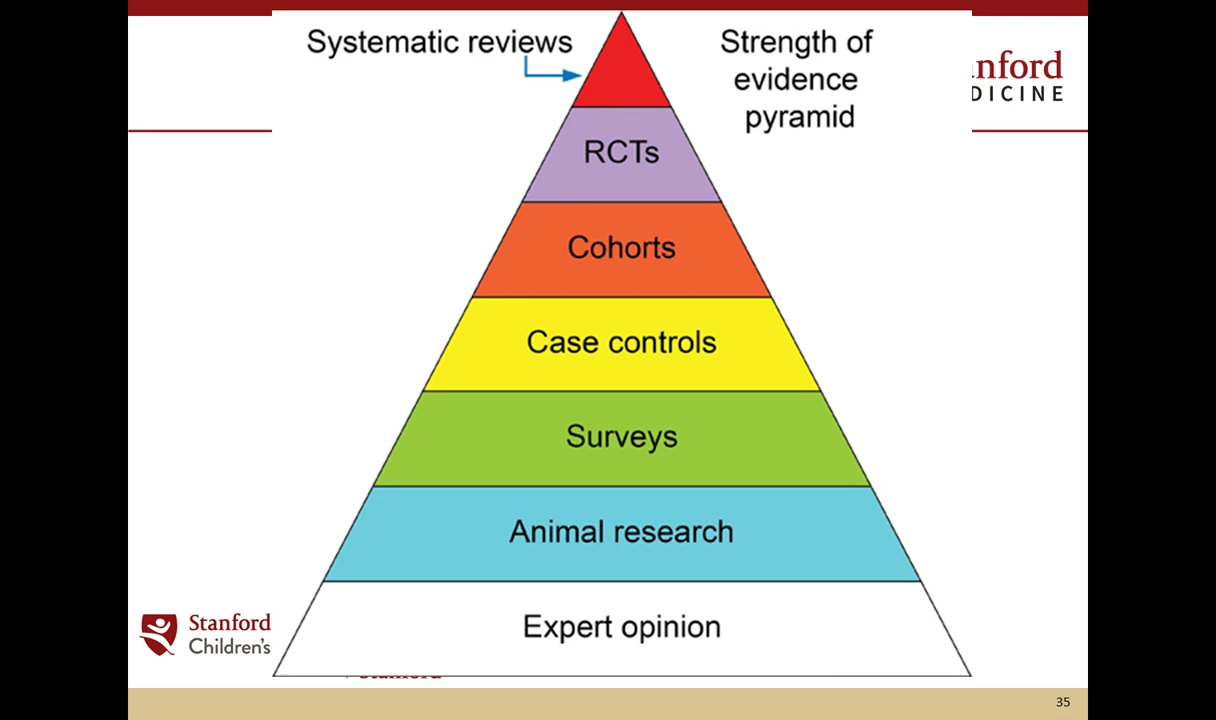 Systematic reviews
Strength of
evidence
pyramid
nford
DICINE
RCTs
Cohorts
Case controls
Surveys
Animal research
Expert opinion
Stanford
Children's
35